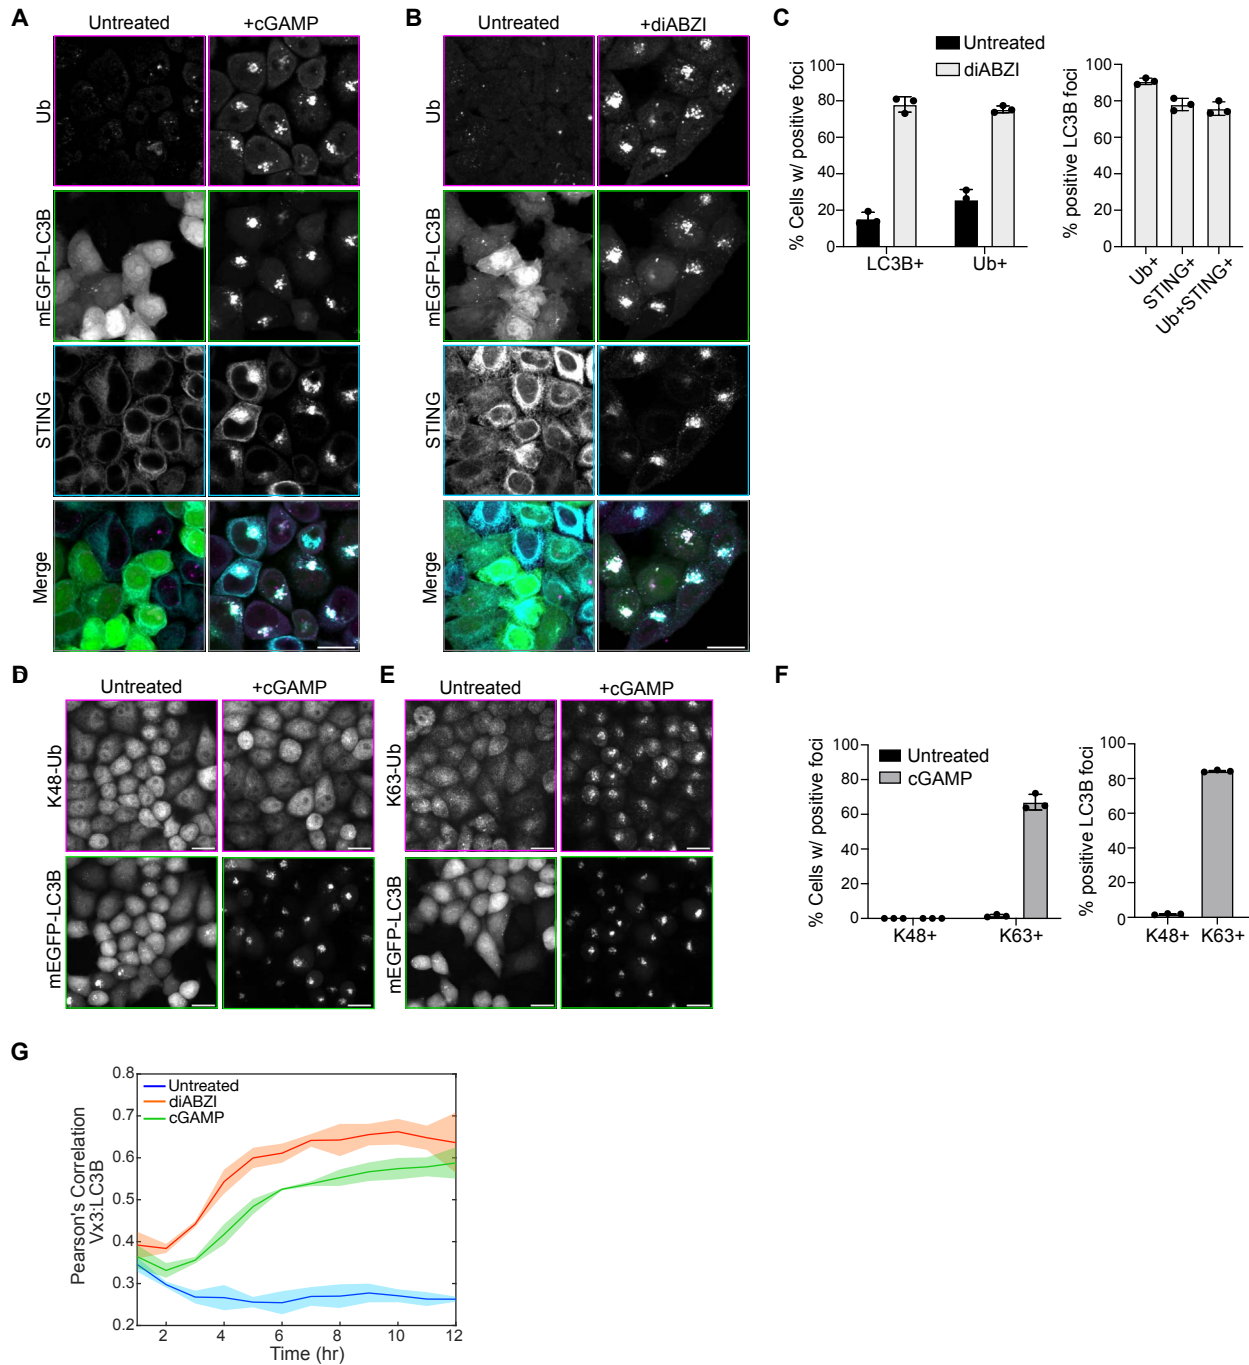 A
Untreated
+cGAMP
Ub
mEGFP-LC3B
STING
Merge
B
Untreated
+diABZI
Ub
mEGFP-LC3B
STING
Merge
C
Untreated
diABZI
% Cells w/ positive foci
100
80
60
40
20
0
LC3B+
Ub+
% positive LC3B foci
100
80
60
40
20
0
Ub+
STING+
Ub+STING+
D
Untreated
+cGAMP
K48-Ub
mEGFP-LC3B
E
Untreated
+cGAMP
K63-Ub
mEGFP-LC3B
F
Untreated
cGAMP
% Cells w/ positive foci
100
80
60
40
20
0
K48+
K63+
% positive LC3B foci
100
80
60
40
20
0
K48+
K63+
G
Untreated
diABZI
cGAMP
Pearson's Correlation
Vx3:LC3B
0.8
0.7
0.6
0.5
0.4
0.3
0.2
2
4
6
8
10
12
Time (hr)